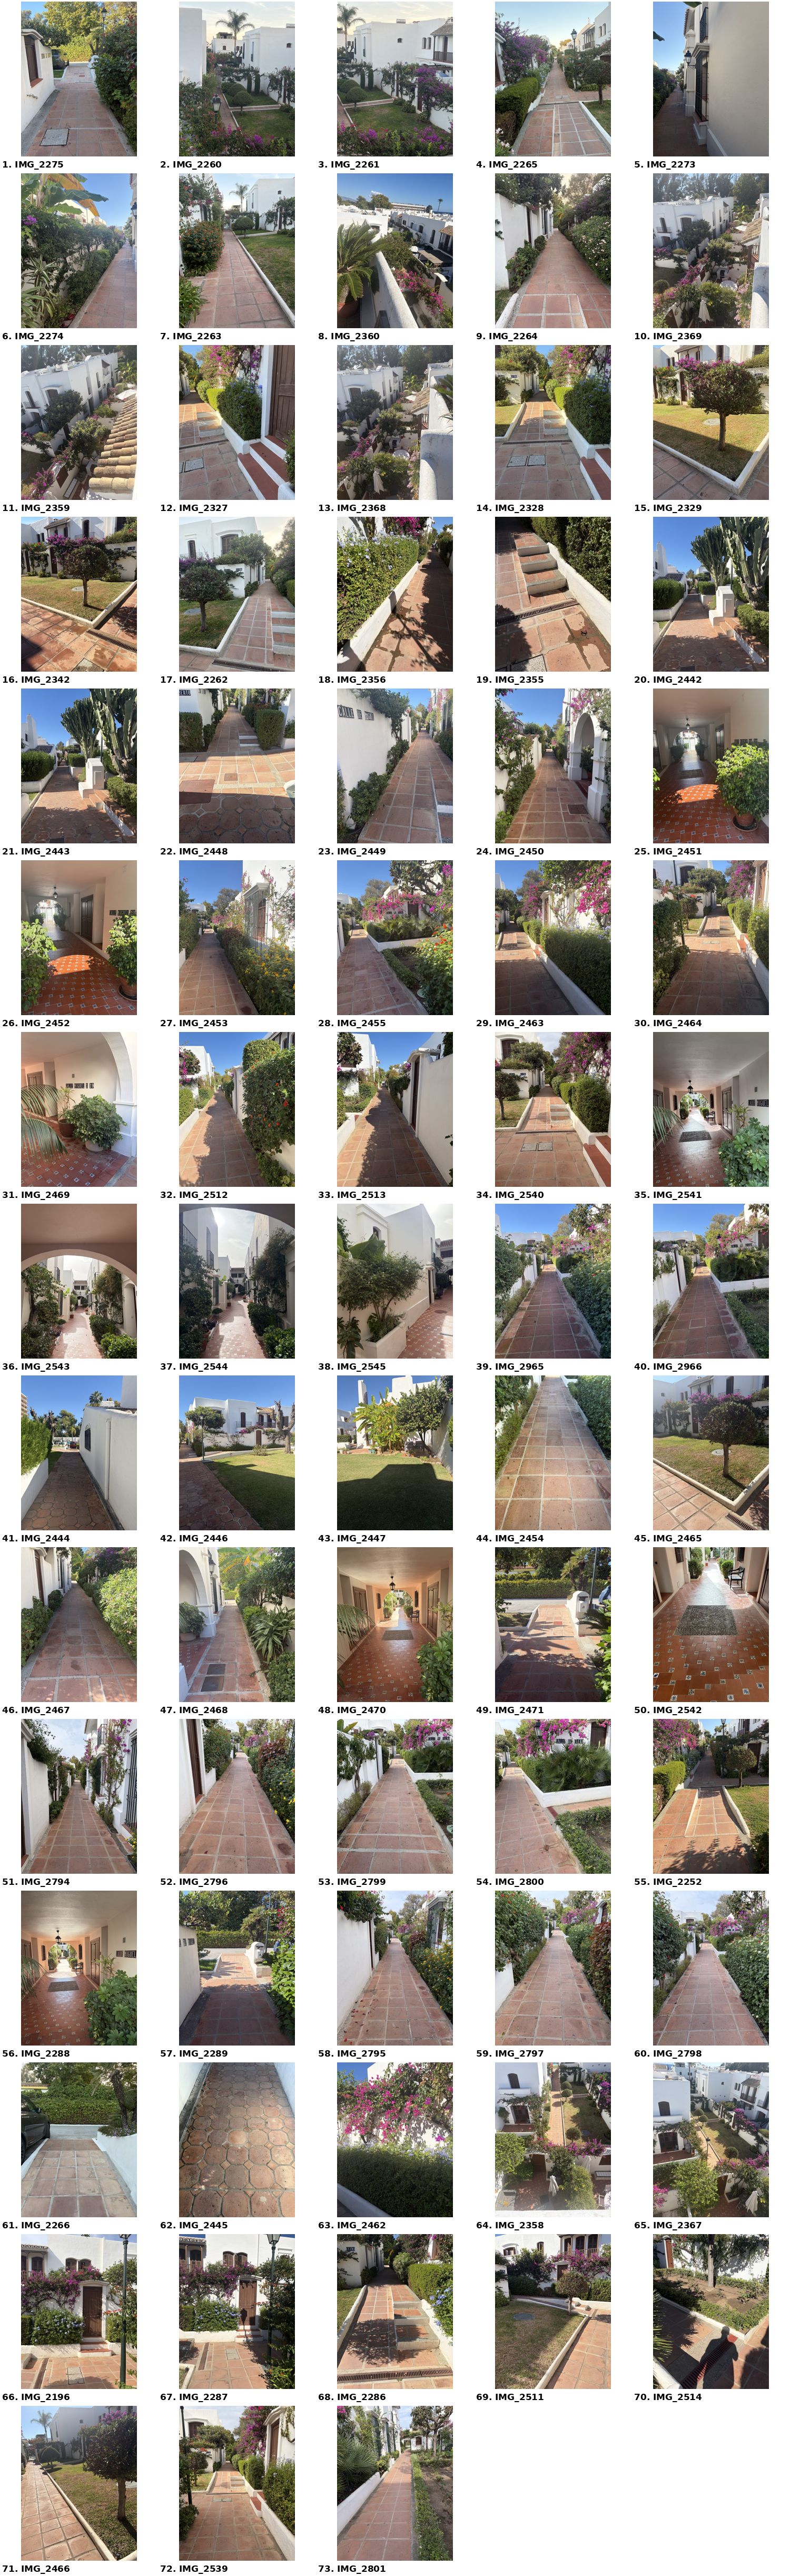 1. IMG_2275
2. IMG_2260
3. IMG_2261
4. IMG_2265
5. IMG_2273
6. IMG_2274
7. IMG_2263
8. IMG_2360
9. IMG_2264
10. IMG_2369
11. IMG_2359
12. IMG_2327
13. IMG_2368
14. IMG_2328
15. IMG_2329
16. IMG_2342
17. IMG_2262
18. IMG_2356
19. IMG_2355
20. IMG_2442
21. IMG_2443
22. IMG_2448
23. IMG_2449
24. IMG_2450
25. IMG_2451
26. IMG_2452
27. IMG_2453
28. IMG_2455
29. IMG_2463
30. IMG_2464
31. IMG_2469
32. IMG_2512
33. IMG_2513
34. IMG_2540
35. IMG_2541
36. IMG_2543
37. IMG_2544
38. IMG_2545
39. IMG_2965
40. IMG_2966
41. IMG_2444
42. IMG_2446
43. IMG_2447
44. IMG_2454
45. IMG_2465
46. IMG_2467
47. IMG_2468
48. IMG_2470
49. IMG_2471
50. IMG_2542
51. IMG_2794
52. IMG_2796
53. IMG_2799
54. IMG_2800
55. IMG_2252
56. IMG_2288
57. IMG_2289
58. IMG_2795
59. IMG_2797
60. IMG_2798
61. IMG_2266
62. IMG_2445
63. IMG_2462
64. IMG_2358
65. IMG_2367
66. IMG_2196
67. IMG_2287
68. IMG_2286
69. IMG_2511
70. IMG_2514
71. IMG_2466
72. IMG_2539
73. IMG_2801